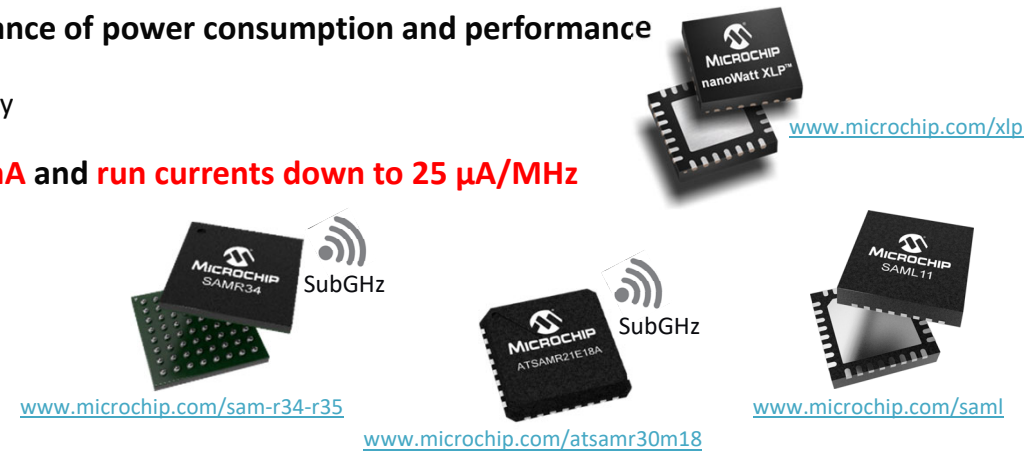 ance of power consumption and performance
MICROCHIP
nanoWatt XLP™
y
www.microchip.com/xlp
nA and run currents down to 25 µA/MHz
MICROCHIP
SAMR34
SubGHz
MICROCHIP
SAML11
SubGHz
MICROCHIP
ATSAMR21E18A
www.microchip.com/sam-r34-r35
www.microchip.com/saml
www.microchip.com/atsamr30m18